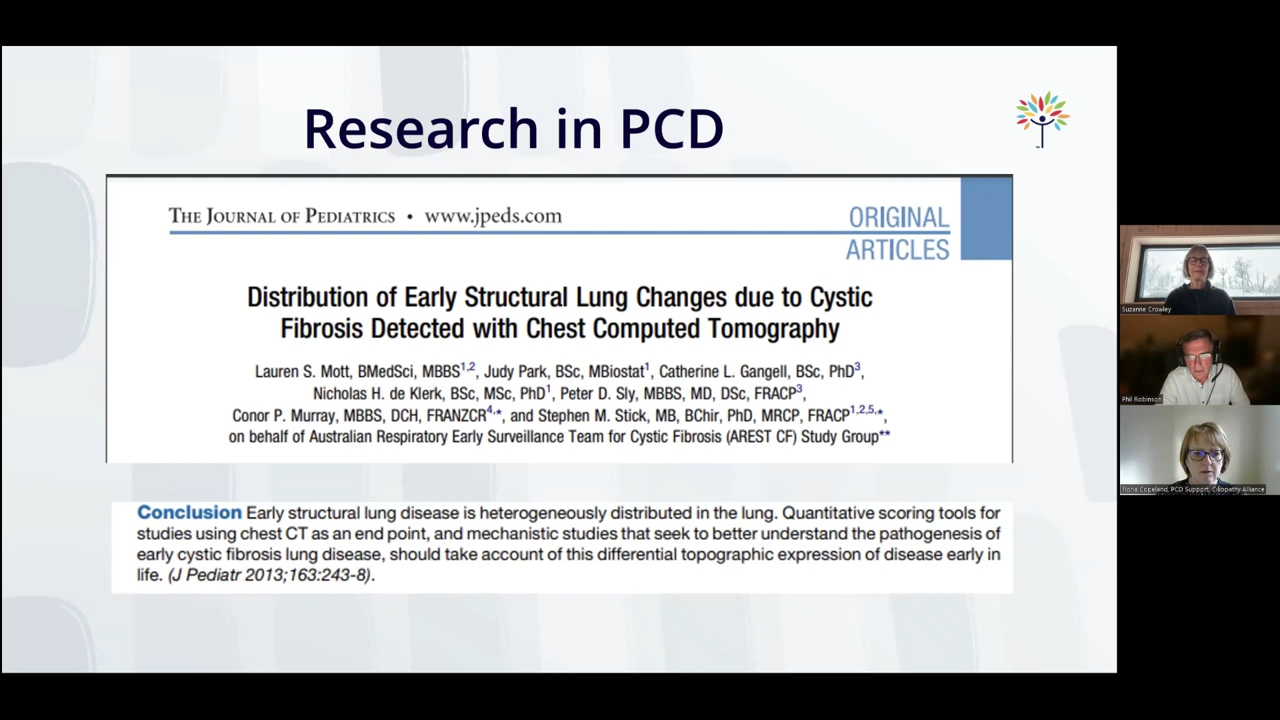 Research in PCD
THE JOURNAL OF PEDIATRICS • www.jpeds.com
ORIGINAL
ARTICLES
Distribution of Early Structural Lung Changes due to Cystic
Fibrosis Detected with Chest Computed Tomography
Lauren S. Mott, BMedSci, MBBS1,2, Judy Park, BSc, MBiostat1, Catherine L. Gangell, BSc, PhD3,
Nicholas H. de Klerk, BSc, MSc, PhD1, Peter D. Sly, MBBS, MD, DSc, FRACP3,
Conor P. Murray, MBBS, DCH, FRANZCR4,*, and Stephen M. Stick, MB, BChir, PhD, MRCP, FRACP1,2,5,*,
on behalf of Australian Respiratory Early Surveillance Team for Cystic Fibrosis (AREST CF) Study Group**
Conclusion Early structural lung disease is heterogeneously distributed in the lung. Quantitative scoring tools for
studies using chest CT as an end point, and mechanistic studies that seek to better understand the pathogenesis of
early cystic fibrosis lung disease, should take account of this differential topographic expression of disease early in
life. (J Pediatr 2013;163:243-8).
Suzanne Crowley
Phil Robinson
Fiona Copeland, PCD Support, Ciliopathy Alliance